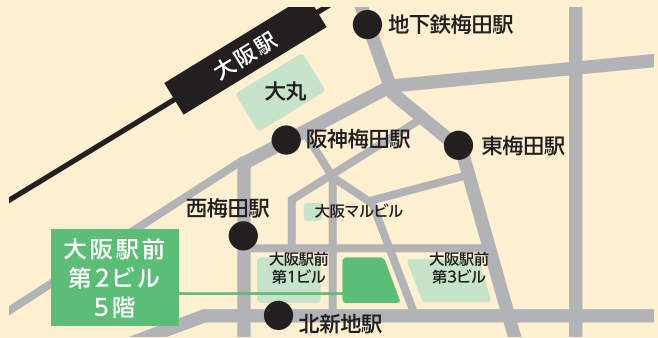 地下鉄梅田駅
大阪駅
大丸
阪神梅田駅
東梅田駅
西梅田駅
大阪マルビル
大阪駅前
第2ビル
5階
大阪駅前
第1ビル
大阪駅前
第3ビル
北新地駅